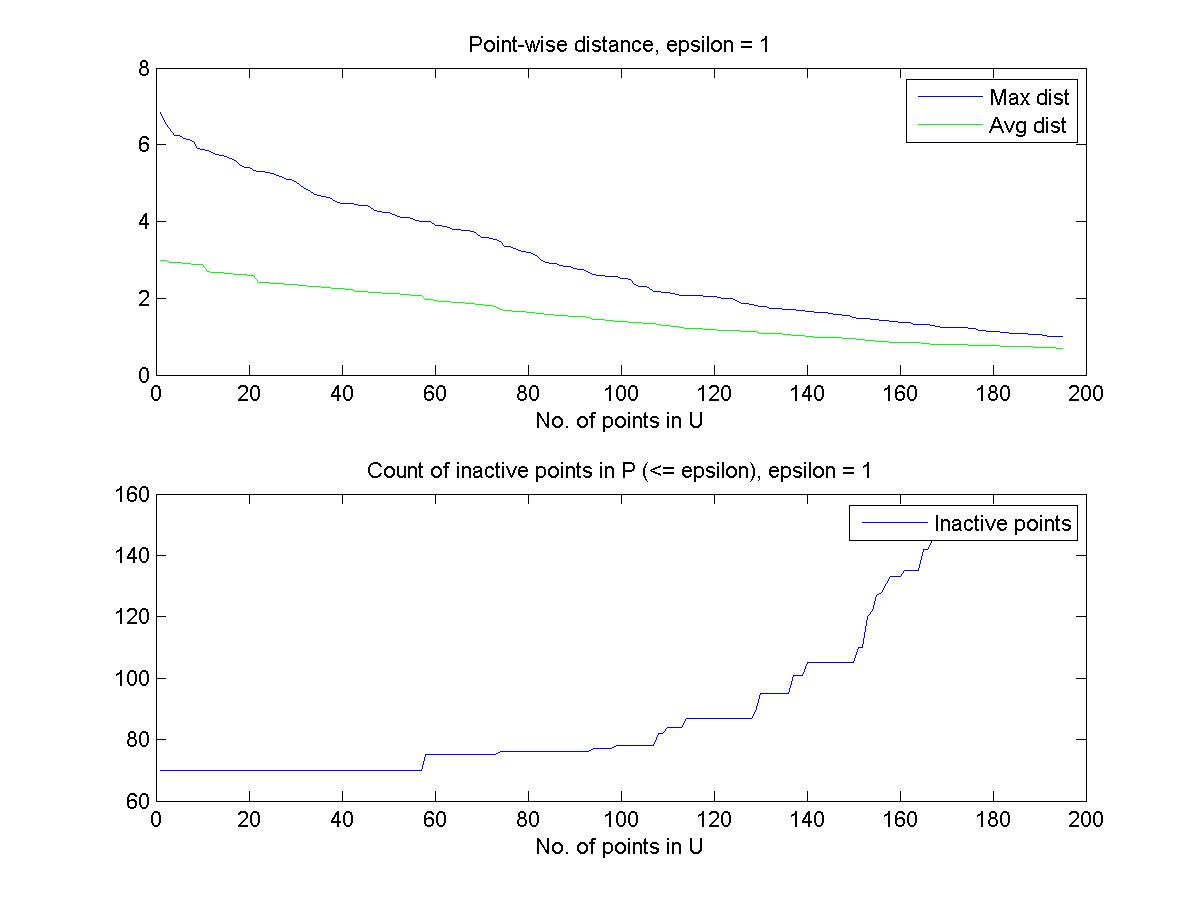 Point-wise distance, epsilon = 1
8
6
4
2
0
Max dist
Avg dist
0 20 40 60 80 100 120 140 160 180 200
No. of points in U
Count of inactive points in P (<= epsilon), epsilon = 1
160
140
120
100
80
60
Inactive points
0 20 40 60 80 100 120 140 160 180 200
No. of points in U